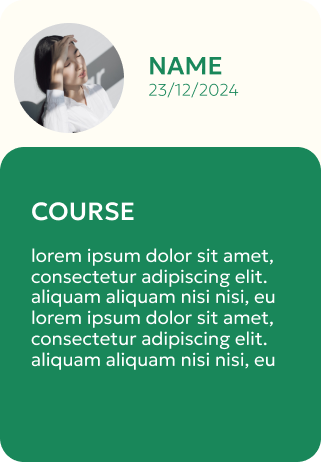 NAME
23/12/2024
COURSE
lorem ipsum dolor sit amet,
consectetur adipiscing elit.
aliquam aliquam nisi nisi, eu
lorem ipsum dolor sit amet,
consectetur adipiscing elit.
aliquam aliquam nisi nisi, eu